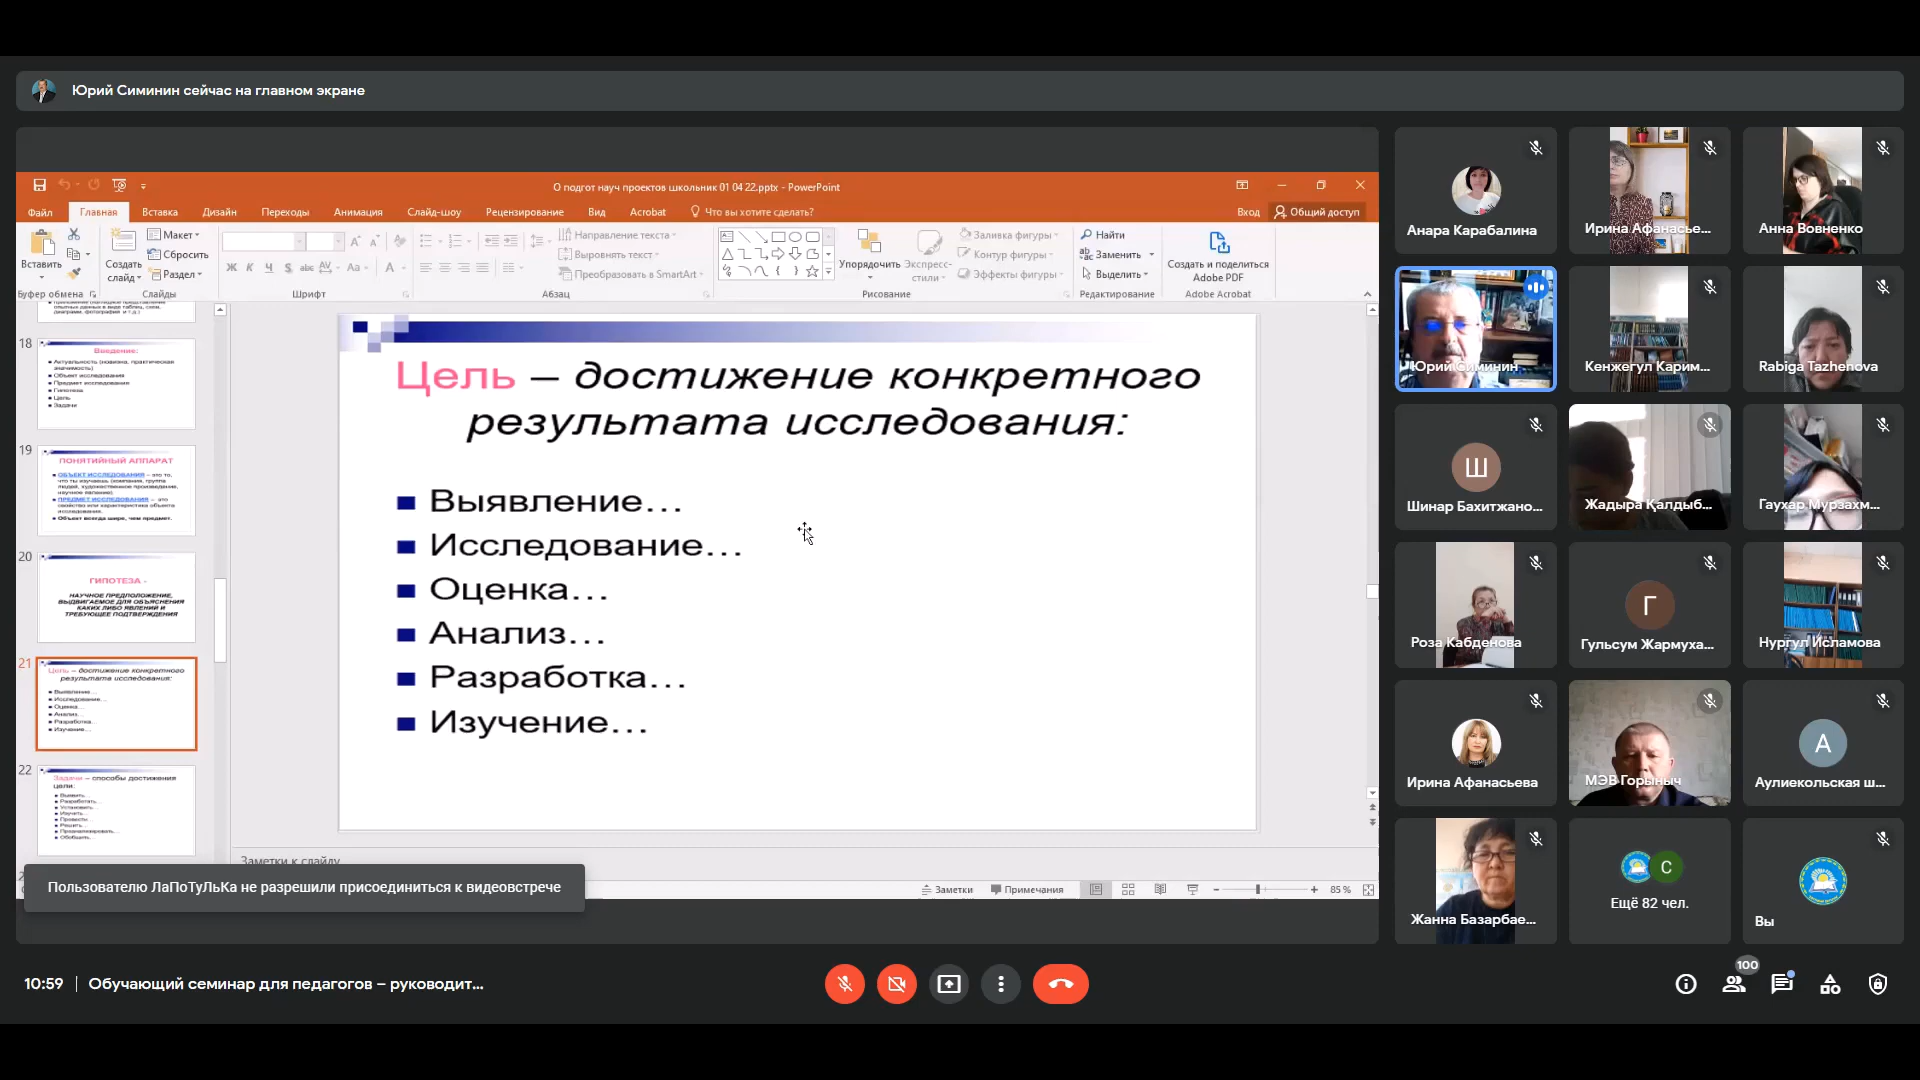 Юрий Симинин сейчас на главном экране
О подгот науч проектов школьник 01 04 22.pptx - PowerPoint
Файл Главная Вставка Дизайн Переходы Анимация Слайд-шоу Рецензирование Вид Acrobat Что вы хотите сделать? Вход Общий доступ
Вставить
Создать слайд
Макет
Сбросить
Раздел
Ж К Ч S abc AV Aa А
Направление текста
Выровнять текст
Преобразовать в SmartArt
Упорядочить
Экспресс-стили
Заливка фигуры
Контур фигуры
Эффекты фигуры
Найти
Заменить
Выделить
Создать и поделиться Adobe PDF
Буфер обмена Слайды Шрифт Абзац Рисование Редактирование Adobe Acrobat
18
Введение:
Актуальность (новизна, практическая
значимость)
Объект исследования
Предмет исследования
Гипотеза
Цель
Задачи
19
ПОНЯТИЙНЫЙ АППАРАТ
ОБЪЕКТ ИССЛЕДОВАНИЯ – это то,
что ты изучаешь (компания, группа
людей, художественное произведение,
научное явление)
ПРЕДМЕТ ИССЛЕДОВАНИЯ – это
свойство или характеристика объекта
исследования.
Объект всегда шире, чем предмет.
20
ГИПОТЕЗА -
НАУЧНОЕ ПРЕДПОЛОЖЕНИЕ,
ВЫДВИГАЕМОЕ ДЛЯ ОБЪЯСНЕНИЯ
КАКИХ ЛИБО ЯВЛЕНИЙ И
ТРЕБУЮЩЕЕ ПОДТВЕРЖДЕНИЯ
21
Цель – достижение конкретного
результата исследования:
Выявление...
Исследование...
Оценка...
Анализ...
Разработка...
Изучение...
22
Задачи – способы достижения
цели:
Выявить...
Разработать...
Установить...
Изучить...
Провести...
Решить...
Проанализировать...
Обобщить...
Цель – достижение конкретного
результата исследования:
Выявление...
Исследование...
Оценка...
Анализ...
Разработка...
Изучение...
Заметки к слайду
Заметки Примечания 85 %
Пользователю ЛаПоТуЛьКа не разрешили присоединиться к видеовстрече
Анара Карабалина
Ирина Афанасье...
Анна Вовненко
Юрий Симинин
Кенжегул Карим...
Rabiga Tazhenova
Ш
Шинар Бахитжано...
Жадыра Қалдыб...
Гаухар Мурзахм...
Роза Кабденова
Г
Гульсум Жармуха...
Нургул Исламова
Ирина Афанасьева
МЭВ Горыныч
А
Аулиекольская ш...
Жанна Базарбае...
С
Ещё 82 чел.
Вы
10:59 | Обучающий семинар для педагогов – руководит...
100